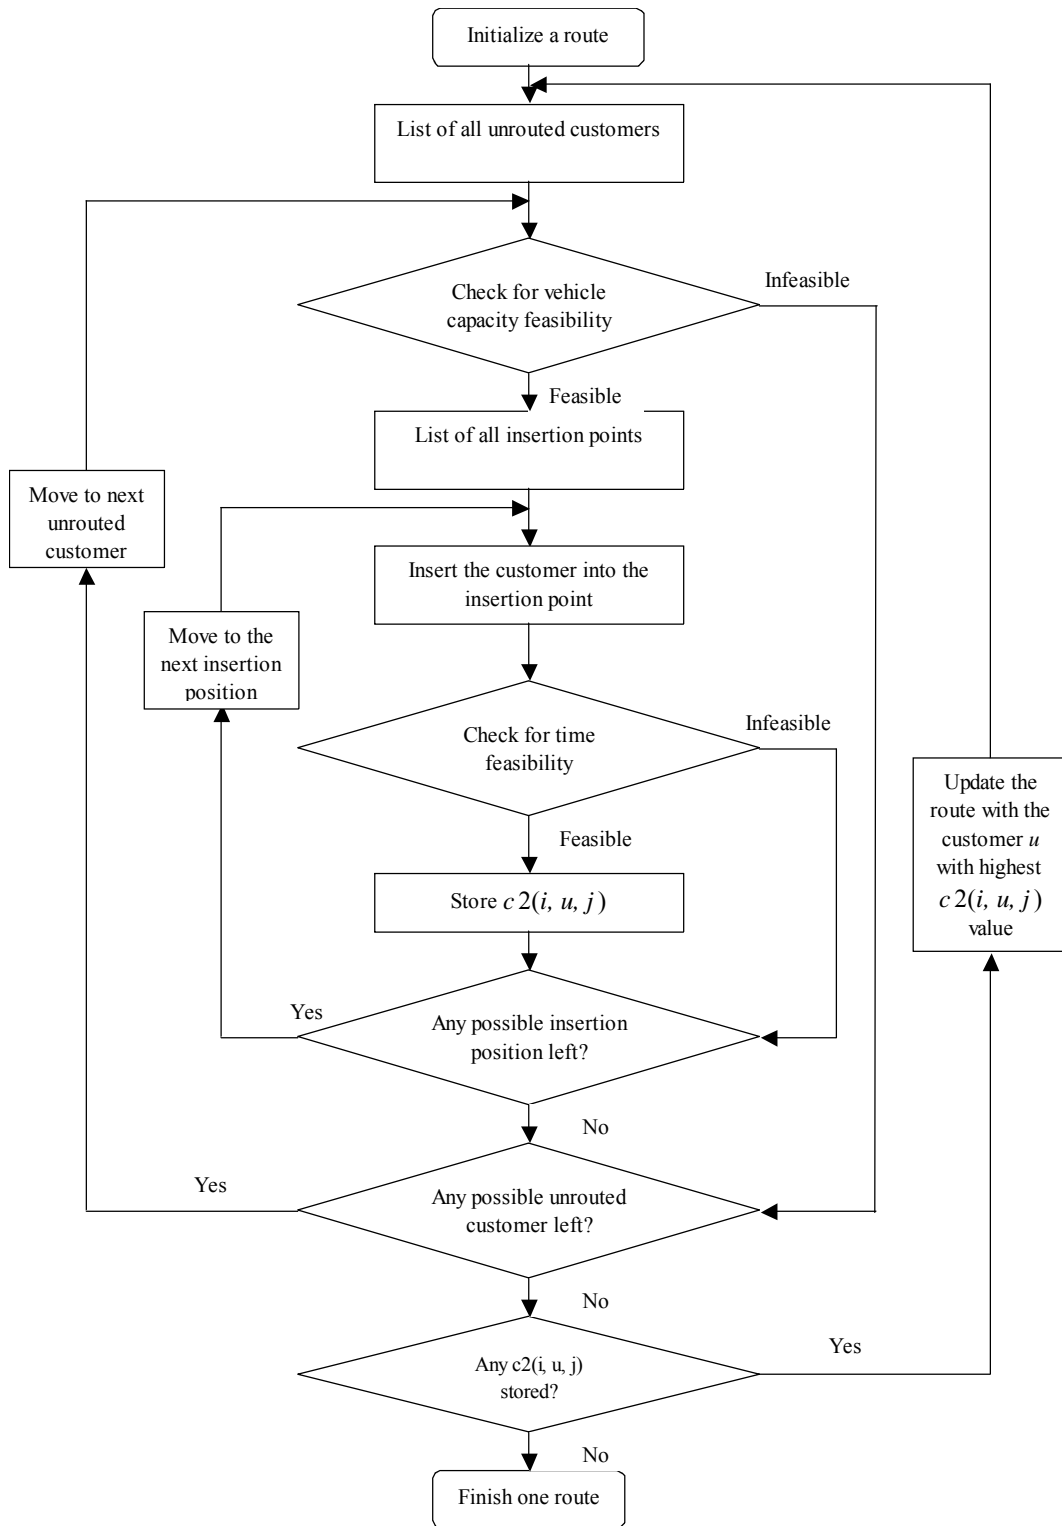 Initialize a route
List of all unrouted customers
Infeasible
Check for vehicle
capacity feasibility
Feasible
List of all insertion points
Move to next
unrouted
customer
Insert the customer into the
insertion point
Move to the
next insertion
position
Infeasible
Check for time
feasibility
Update the
route with the
customer u
with highest
c 2(i, u, j)
value
Feasible
Store c 2(i, u, j)
Yes
Any possible insertion
position left?
No
Yes
Any possible unrouted
customer left?
No
Yes
Any c2(i, u, j)
stored?
No
Finish one route